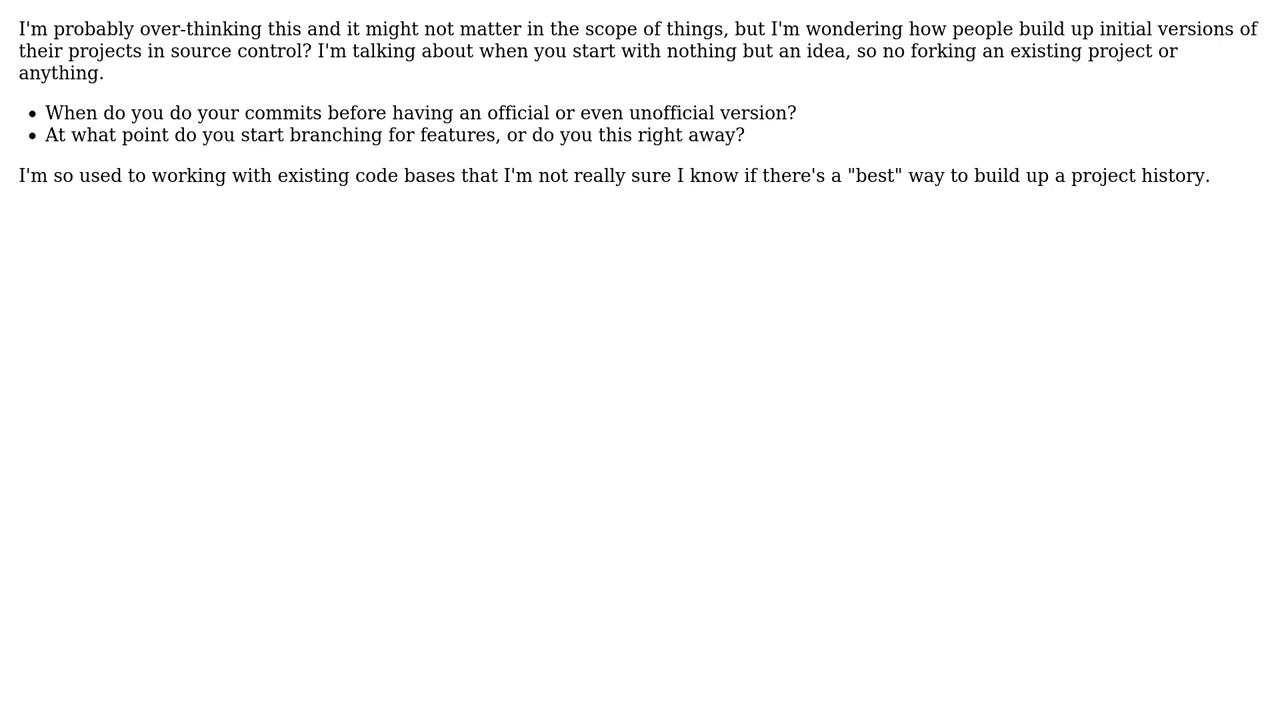 I'm probably over-thinking this and it might not matter in the scope of things, but I'm wondering how people build up initial versions of
their projects in source control? I'm talking about when you start with nothing but an idea, so no forking an existing project or
anything.
• When do you do your commits before having an official or even unofficial version?
• At what point do you start branching for features, or do you this right away?
I'm so used to working with existing code bases that I'm not really sure I know if there's a "best" way to build up a project history.